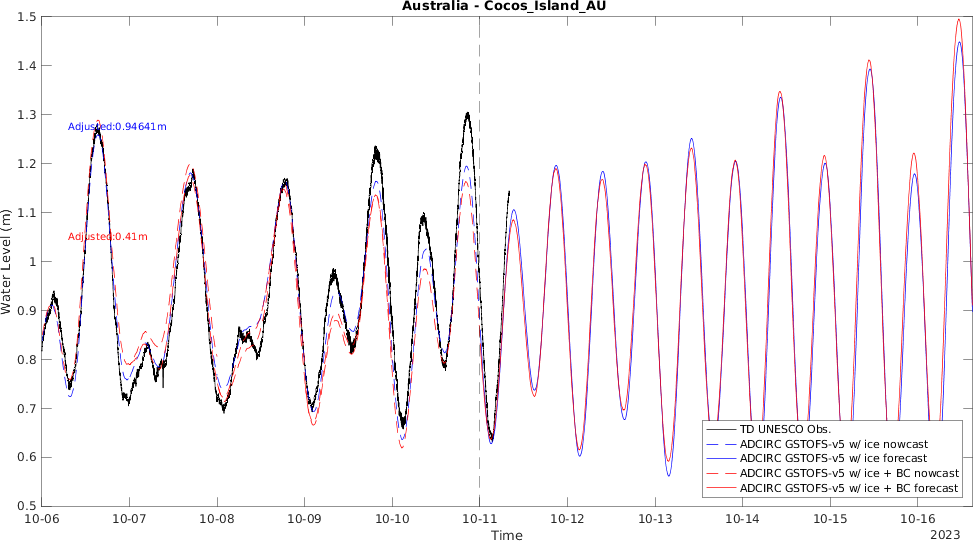 Australia - Cocos_Island_AU
1.5
1.4
1.3
1.2
1.1
1
0.9
0.8
0.7
0.6
0.5
Water Level (m)
Adjusted:0.94641m
Adjusted:0.41m
TD UNESCO Obs.
ADCIRC GSTOFS-v5 w/ ice nowcast
ADCIRC GSTOFS-v5 w/ ice forecast
ADCIRC GSTOFS-v5 w/ ice + BC nowcast
ADCIRC GSTOFS-v5 w/ ice + BC forecast
10-06 10-07 10-08 10-09 10-10 10-11 10-12 10-13 10-14 10-15 10-16
Time
2023